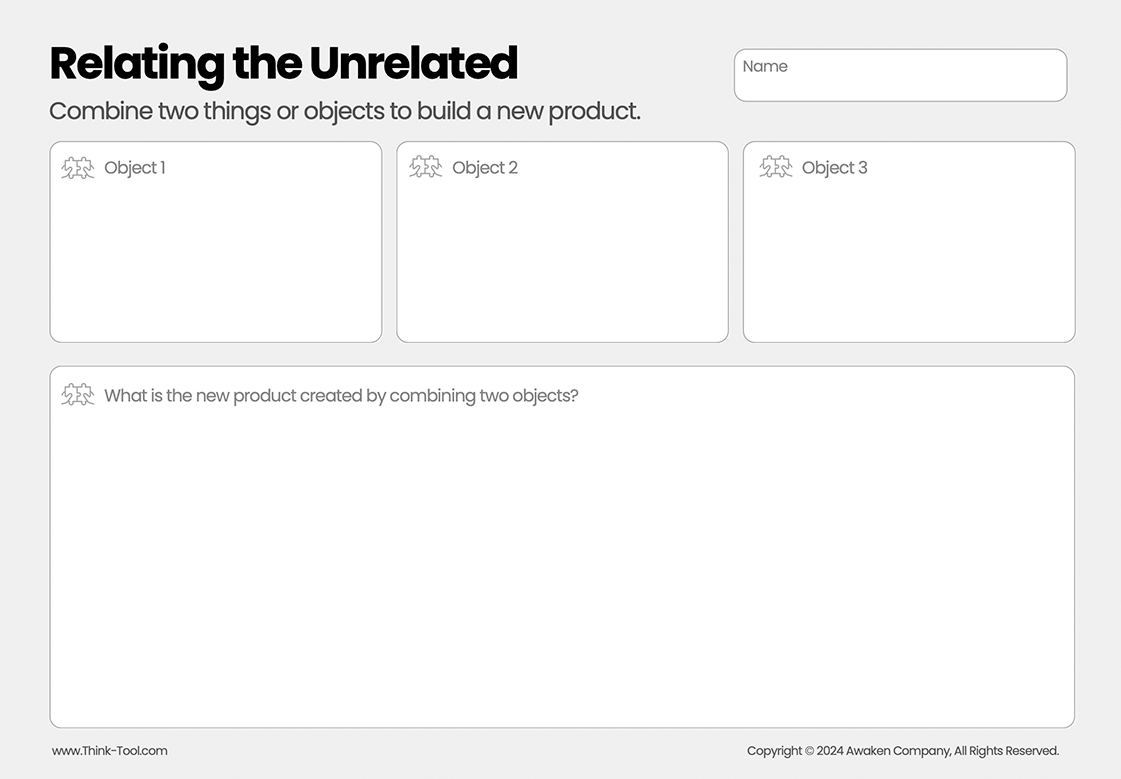 Relating the Unrelated
Name
Combine two things or objects to build a new product.
Object 1
Object 2
Object 3
What is the new product created by combining two objects?
www.Think-Tool.com
Copyright © 2024 Awaken Company, All Rights Reserved.